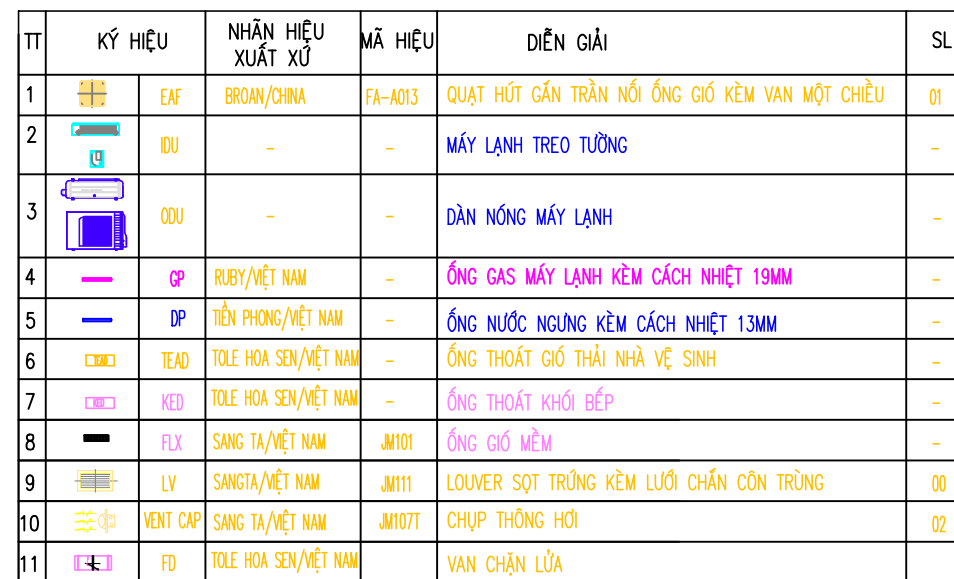 TT KÝ HIỆU NHÃN HIỆU XUẤT XỨ MÃ HIỆU DIỄN GIẢI SL
1 EAF BROAN/CHINA FA-A013 QUẠT HÚT GẮN TRẦN NỐI ỐNG GIÓ KÈM VAN MỘT CHIỀU 01
2 IDU - - MÁY LẠNH TREO TƯỜNG -
3 ODU - - DÀN NÓNG MÁY LẠNH -
4 GP RUBY/VIỆT NAM - ỐNG GAS MÁY LẠNH KÈM CÁCH NHIỆT 19MM -
5 DP TIỀN PHONG/VIỆT NAM - ỐNG NƯỚC NGƯNG KÈM CÁCH NHIỆT 13MM -
6 TEAD TEAD TOLE HOA SEN/VIỆT NAM - ỐNG THOÁT GIÓ THẢI NHÀ VỆ SINH -
7 KED KED TOLE HOA SEN/VIỆT NAM - ỐNG THOÁT KHÓI BẾP -
8 FLX SANG TA/VIỆT NAM JM101 ỐNG GIÓ MỀM -
9 LV SANGTA/VIỆT NAM JM111 LOUVER SỌT TRỨNG KÈM LƯỚI CHẮN CÔN TRÙNG 00
10 VENT CAP SANG TA/VIỆT NAM JM107T CHỤP THÔNG HƠI 02
11 FD TOLE HOA SEN/VIỆT NAM VAN CHẶN LỬA